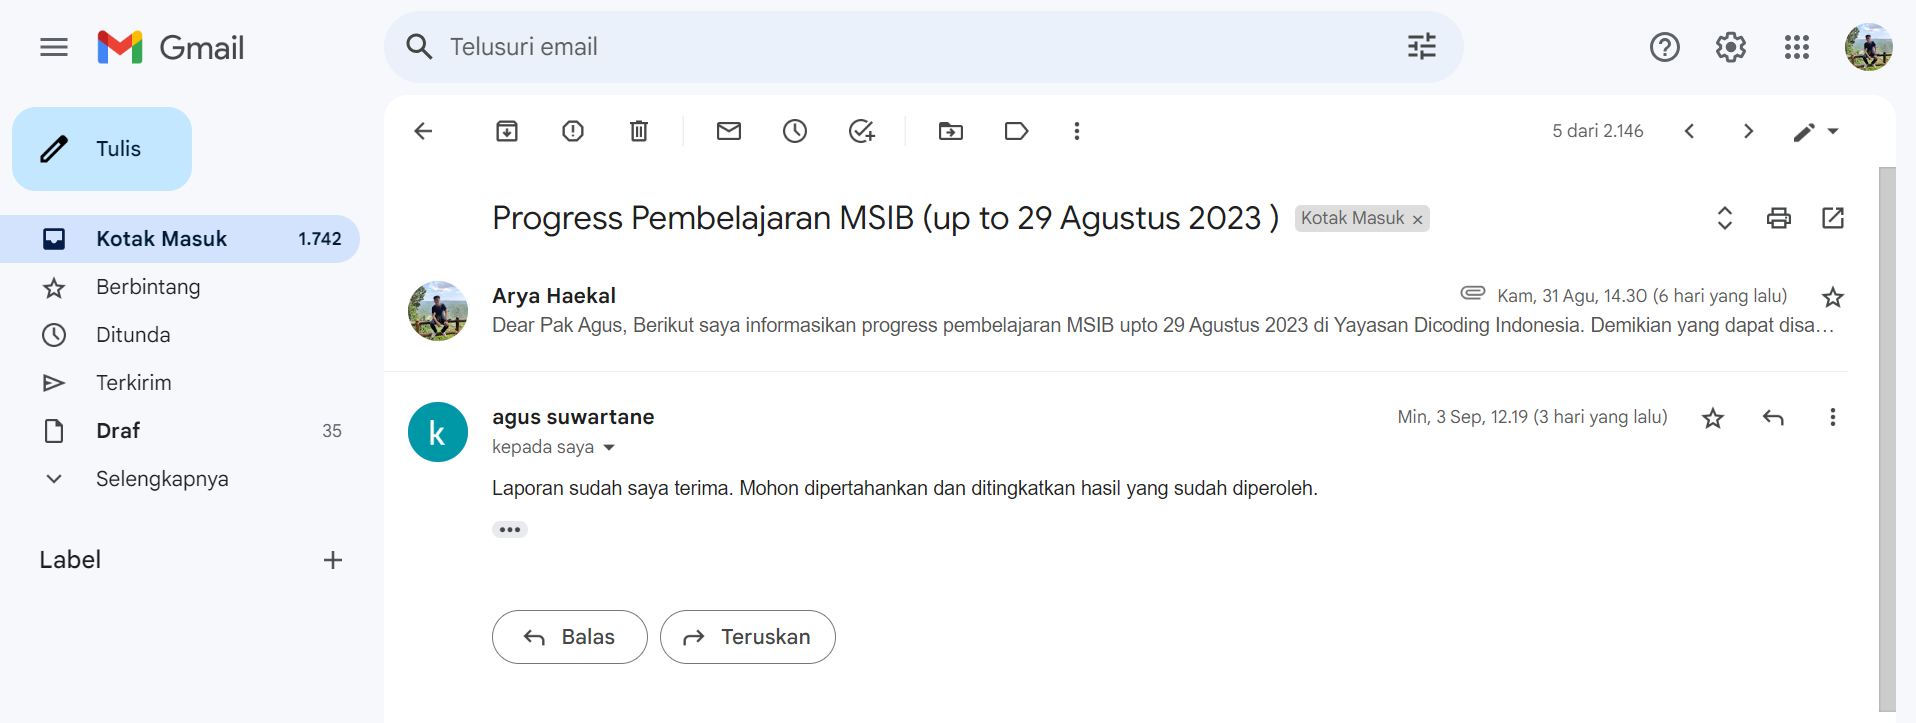 Gmail
Telusuri email
Tulis
Kotak Masuk 1.742
Berbintang
Ditunda
Terkirim
Draf 35
Selengkapnya
Label
5 dari 2.146
Progress Pembelajaran MSIB (up to 29 Agustus 2023 ) Kotak Masuk ×
Arya Haekal Kam, 31 Agu, 14.30 (6 hari yang lalu)
Dear Pak Agus, Berikut saya informasikan progress pembelajaran MSIB upto 29 Agustus 2023 di Yayasan Dicoding Indonesia. Demikian yang dapat disa…
k
agus suwartane Min, 3 Sep, 12.19 (3 hari yang lalu)
kepada saya
Laporan sudah saya terima. Mohon dipertahankan dan ditingkatkan hasil yang sudah diperoleh.
Balas Teruskan